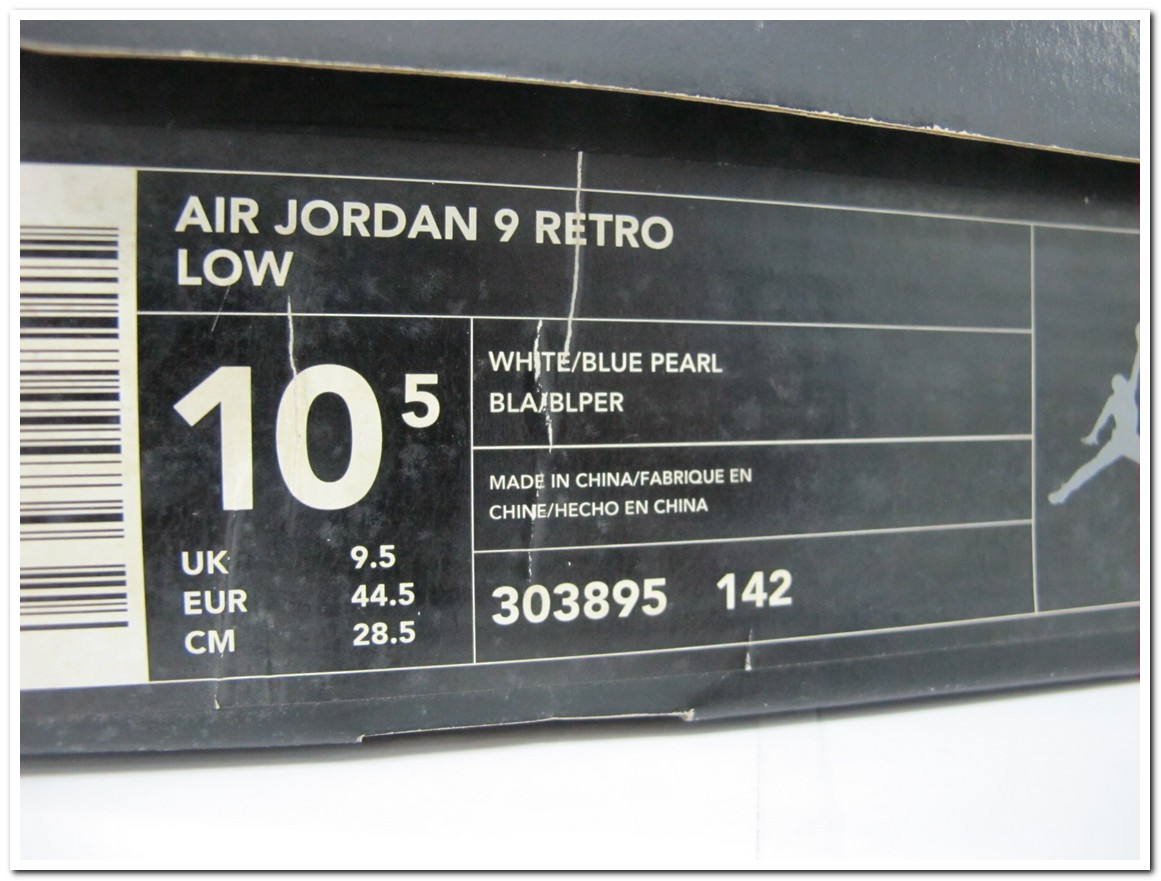 AIR JORDAN 9 RETRO
LOW
10 5
UK 9.5
EUR 44.5
CM 28.5
WHITE/BLUE PEARL
BLA/BLPER
MADE IN CHINA/FABRIQUE EN
CHINE/HECHO EN CHINA
303895 142